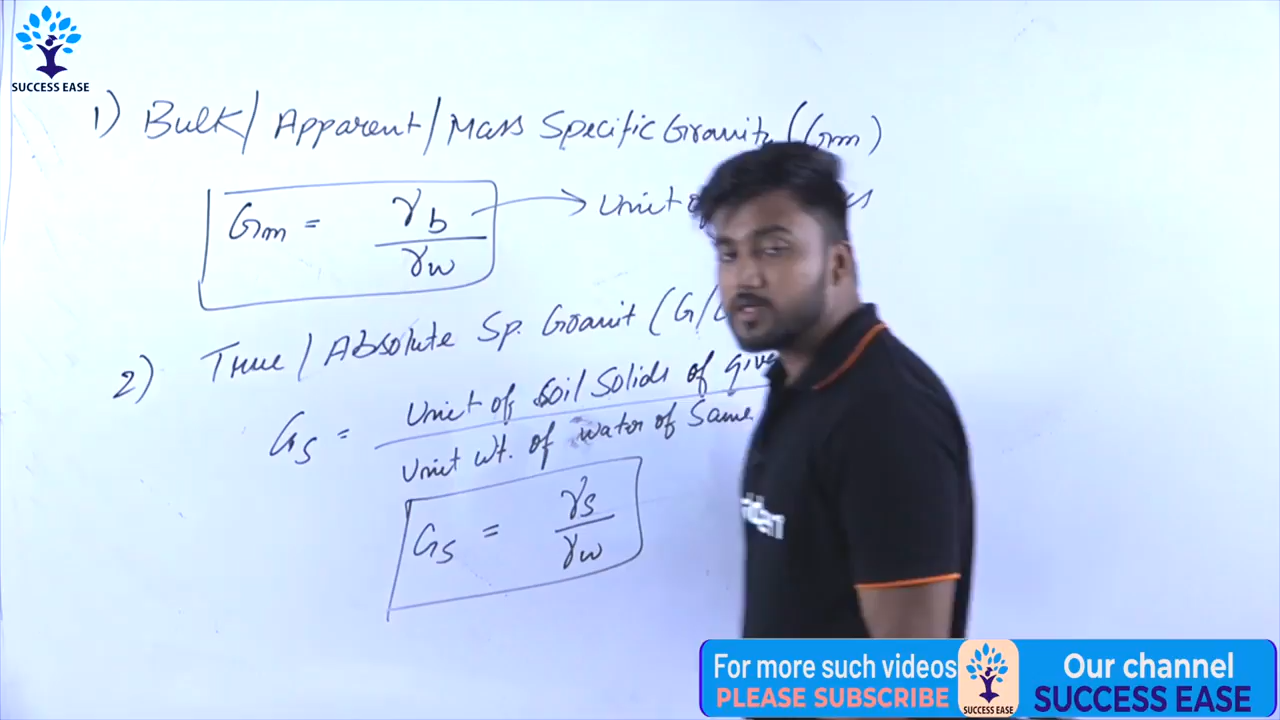 SUCCESS EASE
1) Bulk/Apparent/Mass Specific Gravity (Gm)
Gm = γb / γw → Unit
2) True/Absolute Sp. Gravit (G/
Gs = Unit of Soil Solids of give
Unit wt. of water of Same
Gs = γs / γw
For more such videos
PLEASE SUBSCRIBE
SUCCESS EASE
Our channel
SUCCESS EASE